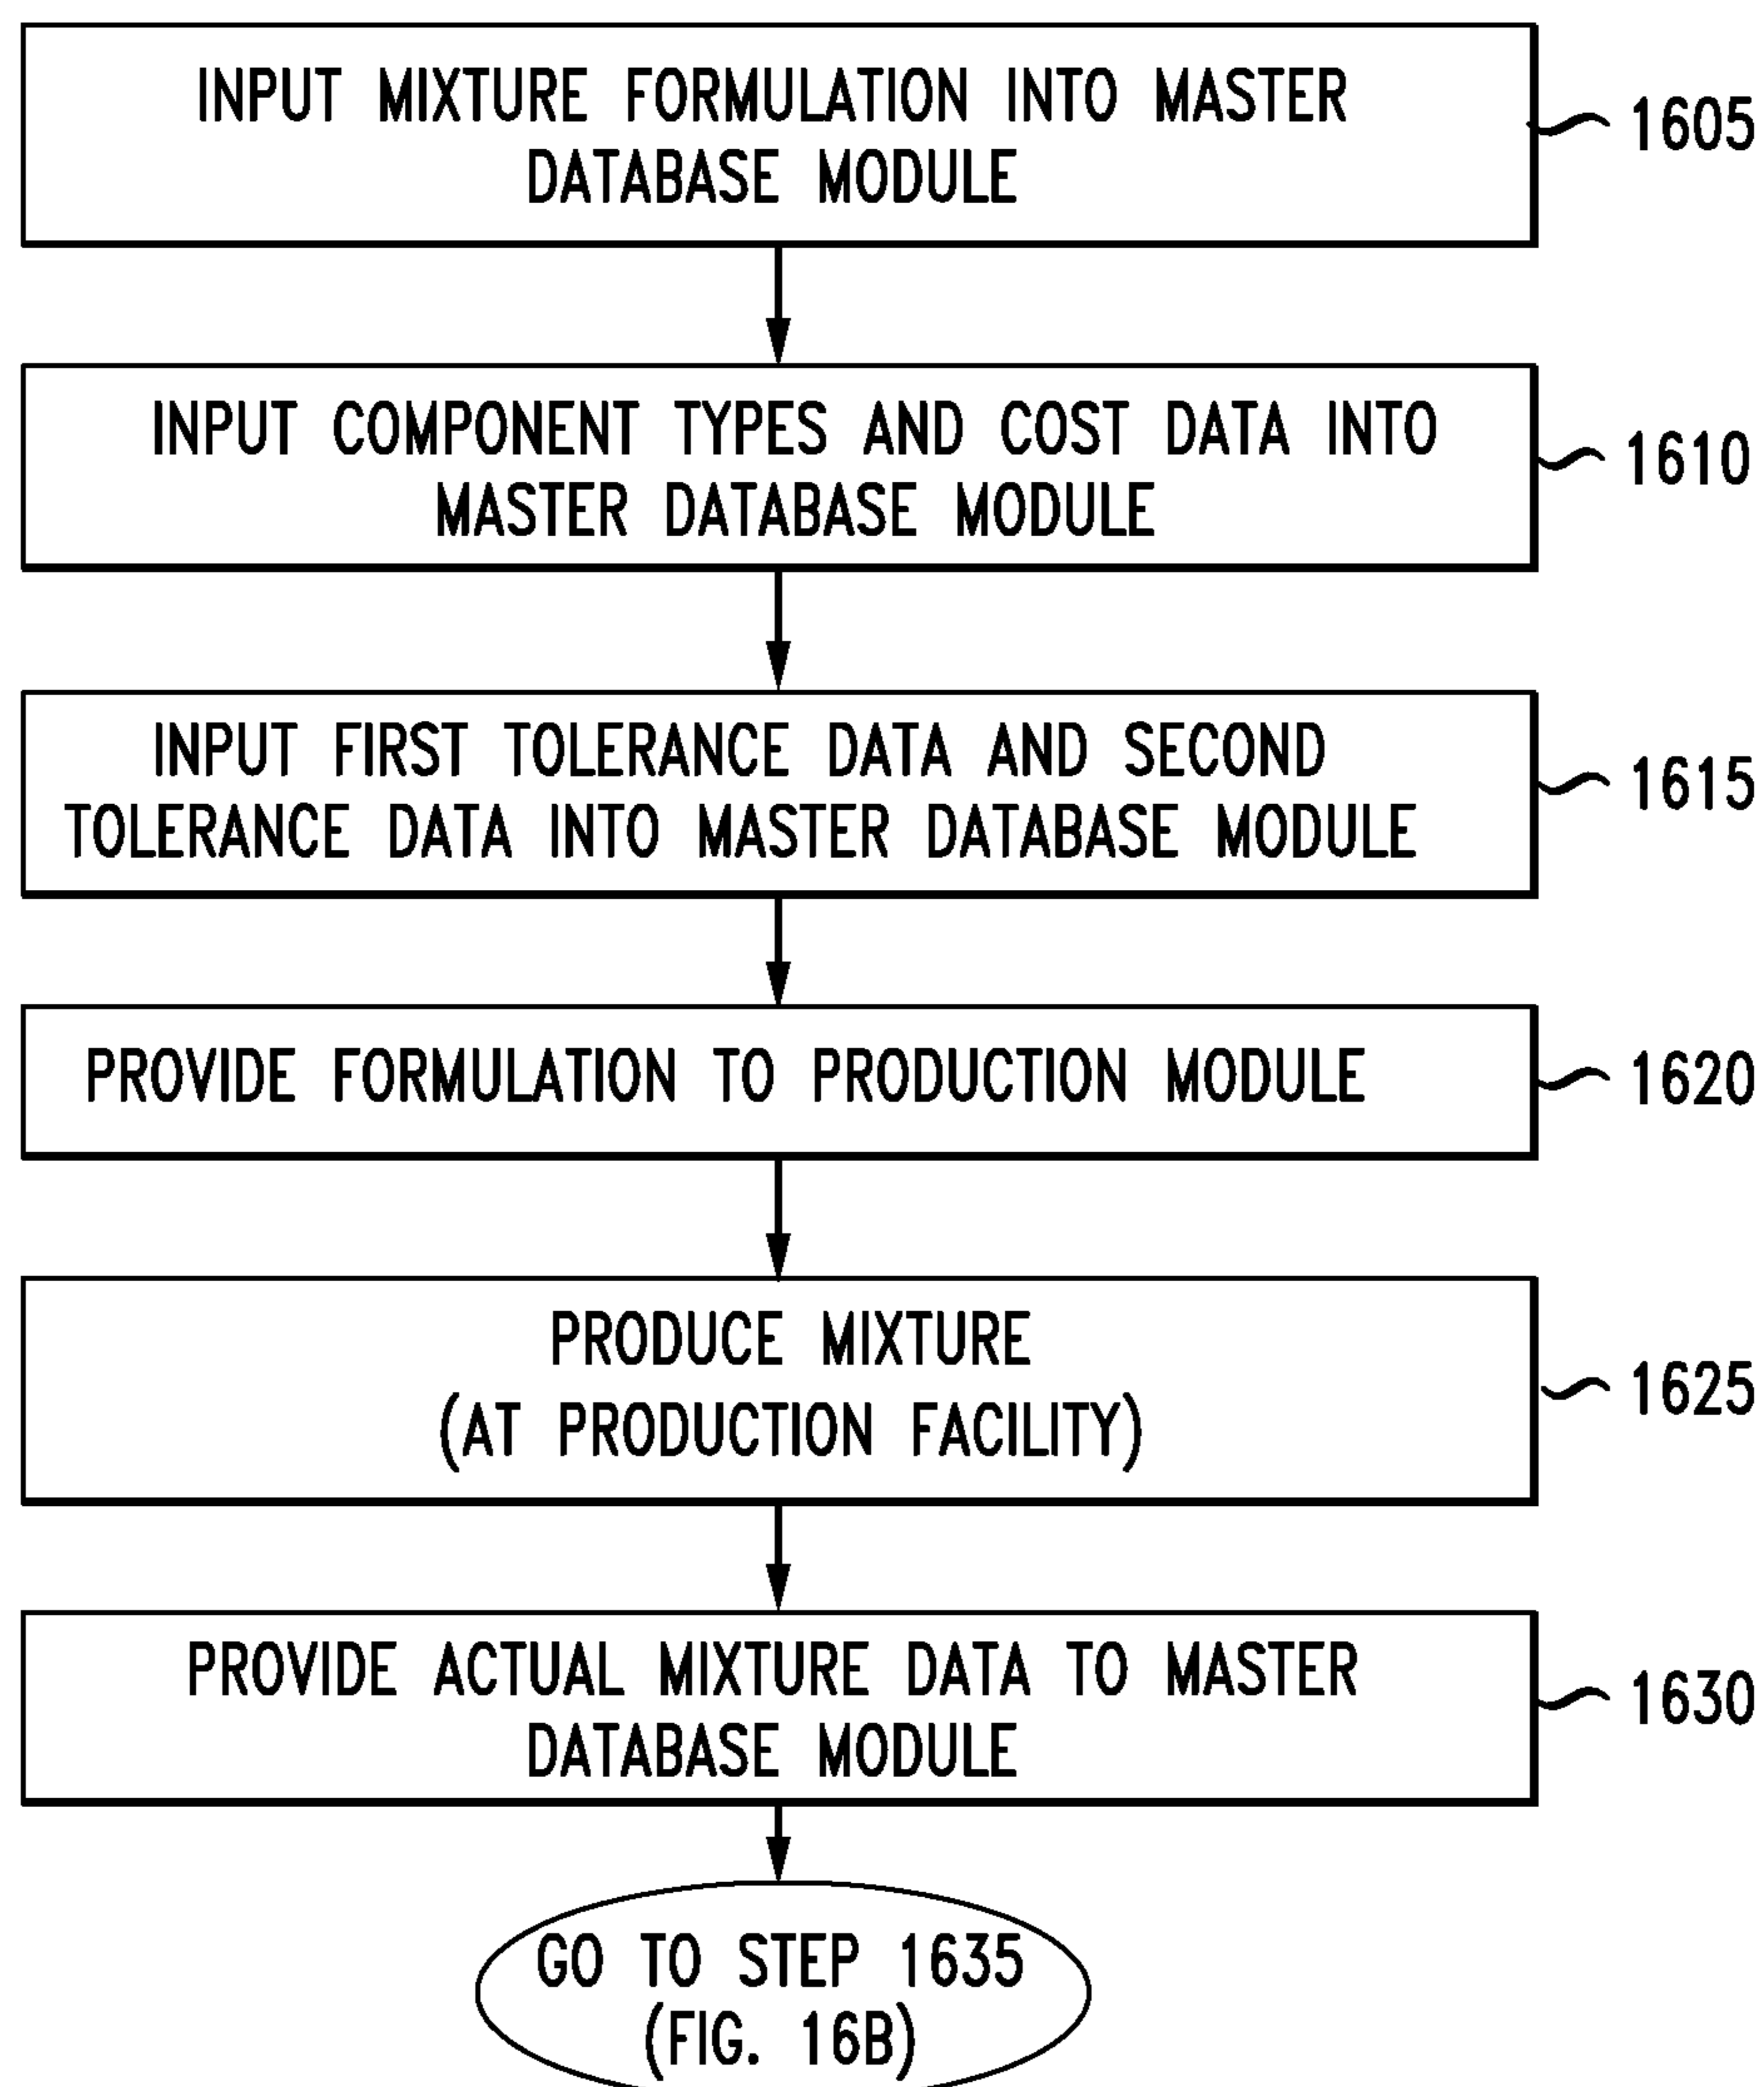 INPUT MIXTURE FORMULATION INTO MASTER
DATABASE MODULE
1605
INPUT COMPONENT TYPES AND COST DATA INTO
MASTER DATABASE MODULE
1610
INPUT FIRST TOLERANCE DATA AND SECOND
TOLERANCE DATA INTO MASTER DATABASE MODULE
1615
PROVIDE FORMULATION TO PRODUCTION MODULE
1620
PRODUCE MIXTURE
(AT PRODUCTION FACILITY)
1625
PROVIDE ACTUAL MIXTURE DATA TO MASTER
DATABASE MODULE
1630
GO TO STEP 1635
(FIG. 16B)